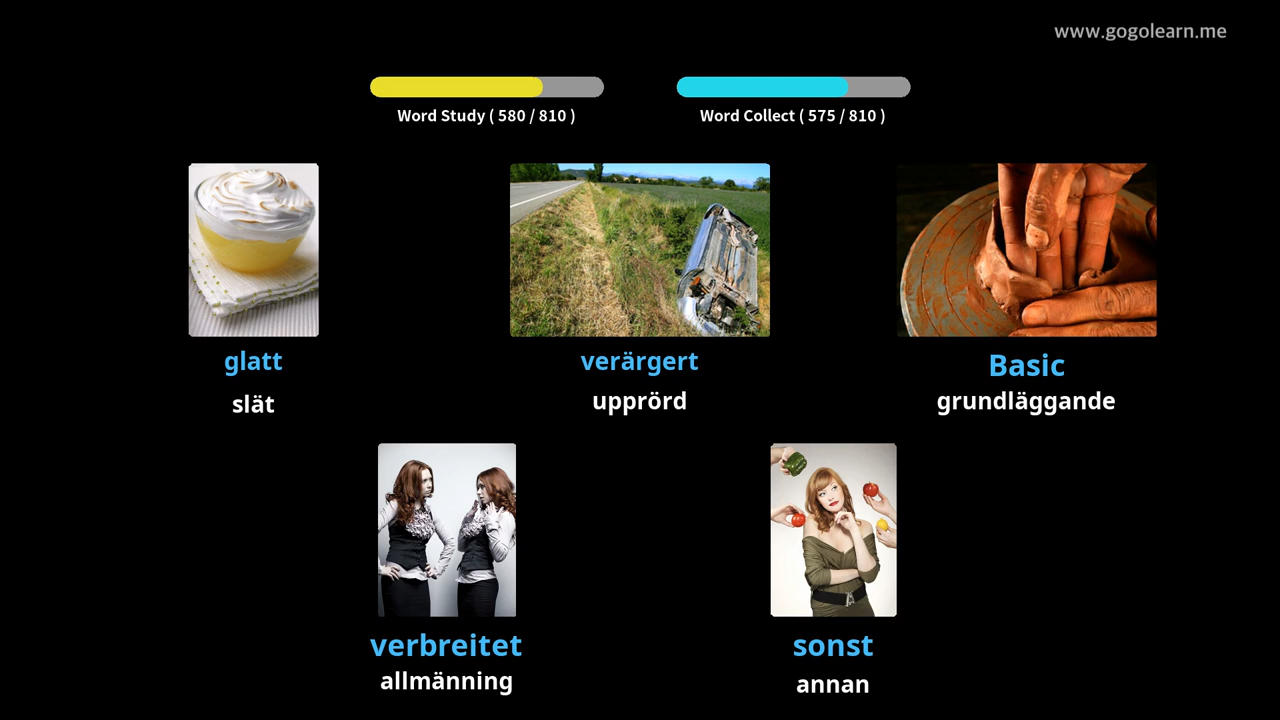 www.gogolearn.me
Word Study ( 580 / 810 )
Word Collect ( 575 / 810 )
glatt
slät
verärgert
upprörd
Basic
grundläggande
verbreitet
allmänning
sonst
annan